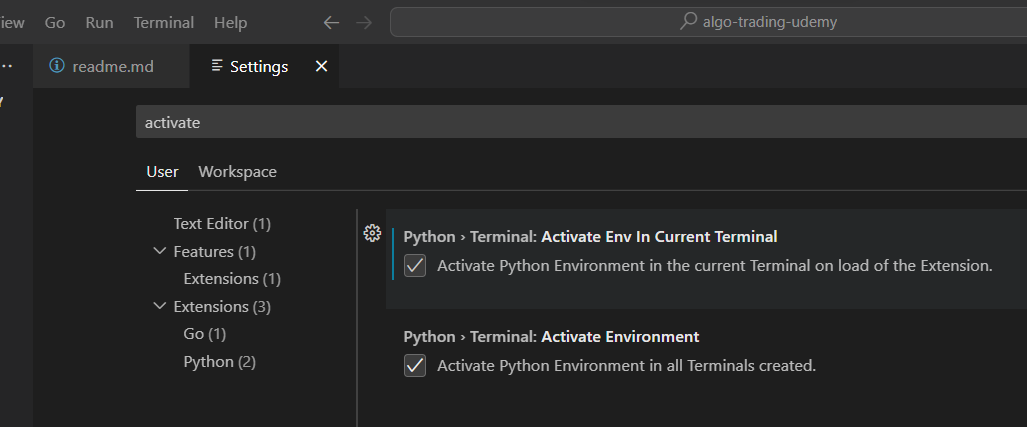 iew Go Run Terminal Help ← → algo-trading-udemy
readme.md Settings
activate
User Workspace
Text Editor (1)
Features (1)
Extensions (1)
Extensions (3)
Go (1)
Python (2)
Python › Terminal: Activate Env In Current Terminal
Activate Python Environment in the current Terminal on load of the Extension.
Python › Terminal: Activate Environment
Activate Python Environment in all Terminals created.